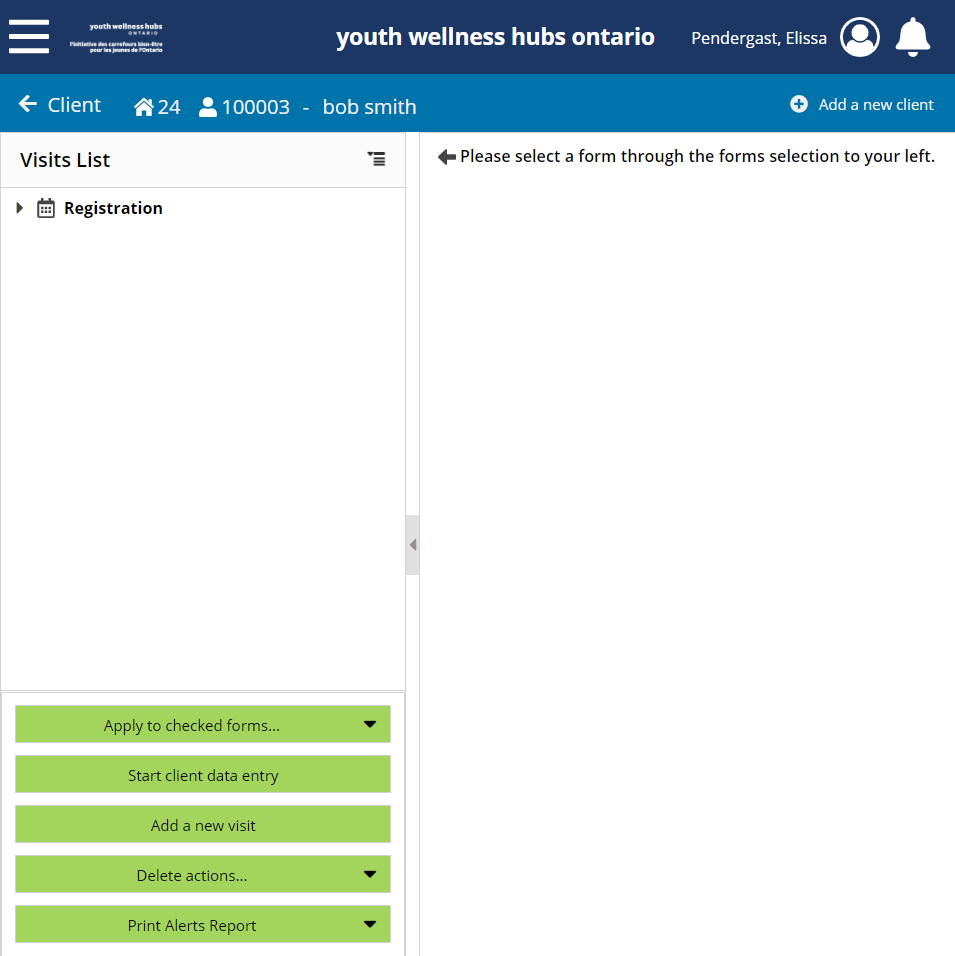 youth wellness hubs
ONTARIO
l'initiative des carrefours bien-être
pour les jeunes de l'Ontario
youth wellness hubs ontario
Pendergast, Elissa
Client
24
100003 - bob smith
Add a new client
Visits List
Registration
Please select a form through the forms selection to your left.
Apply to checked forms...
Start client data entry
Add a new visit
Delete actions...
Print Alerts Report